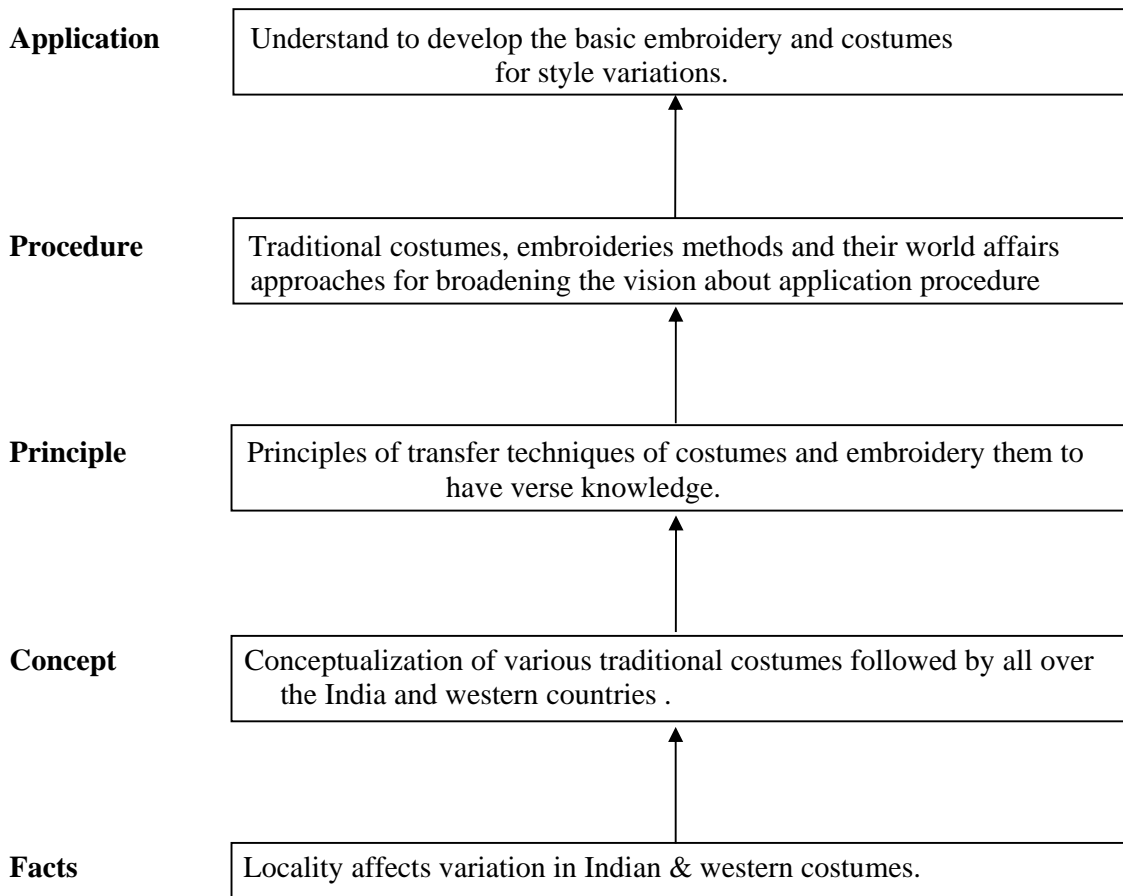 Application
Understand to develop the basic embroidery and costumes
for style variations.
Procedure
Traditional costumes, embroideries methods and their world affairs
approaches for broadening the vision about application procedure
Principle
Principles of transfer techniques of costumes and embroidery them to
have verse knowledge.
Concept
Conceptualization of various traditional costumes followed by all over
the India and western countries .
Facts
Locality affects variation in Indian & western costumes.